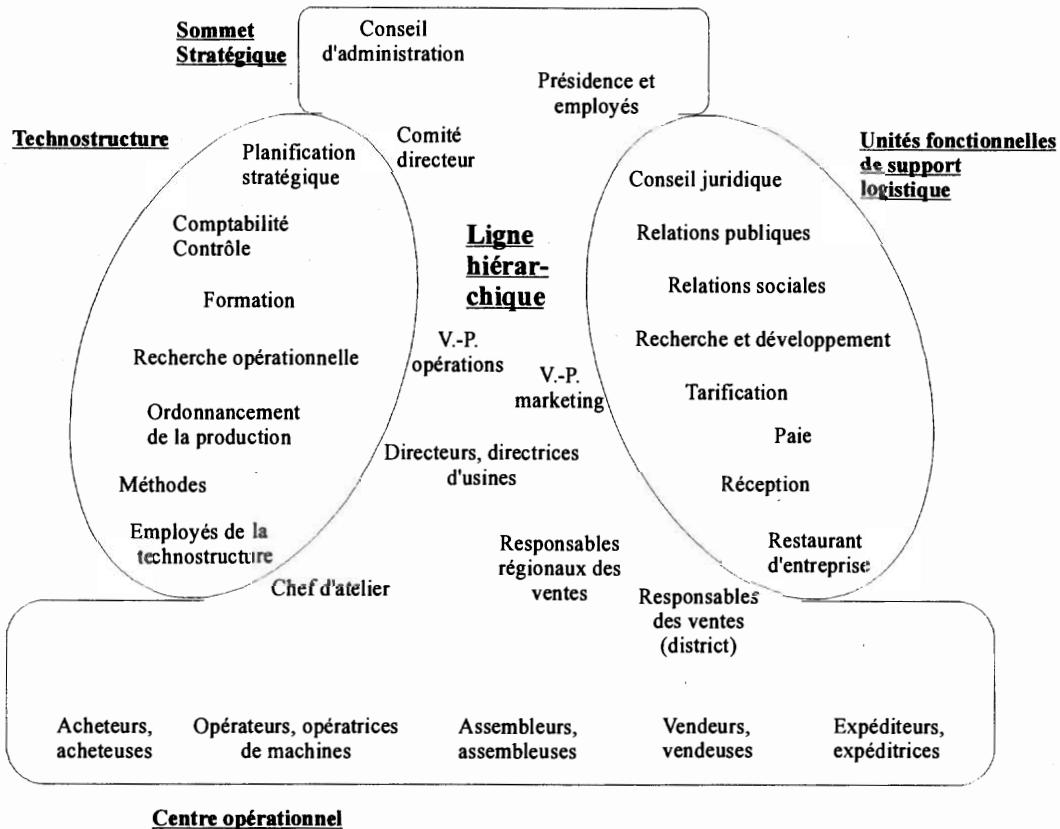 Sommet
Stratégique
Conseil
d'administration
Présidence et
employés
Technostructure
Planification
stratégique
Comité
directeur
Unités fonctionnelles
de support
logistique
Comptabilité
Contrôle
Formation
Recherche opérationnelle
Ordonnancement
de la production
Méthodes
Employés de la
technostructure
Ligne
hiérar-
chique
V.-P.
opérations
V.-P.
marketing
Directeurs, directrices
d'usines
Chef d'atelier
Responsables
régionaux des
ventes
Responsables
des ventes
(district)
Conseil juridique
Relations publiques
Relations sociales
Recherche et développement
Tarification
Paie
Réception
Restaurant
d'entreprise
Acheteurs,
acheteuses
Opérateurs, opératrices
de machines
Assembleurs,
assembleuses
Vendeurs,
vendeuses
Expéditeurs,
expéditrices
Centre opérationnel